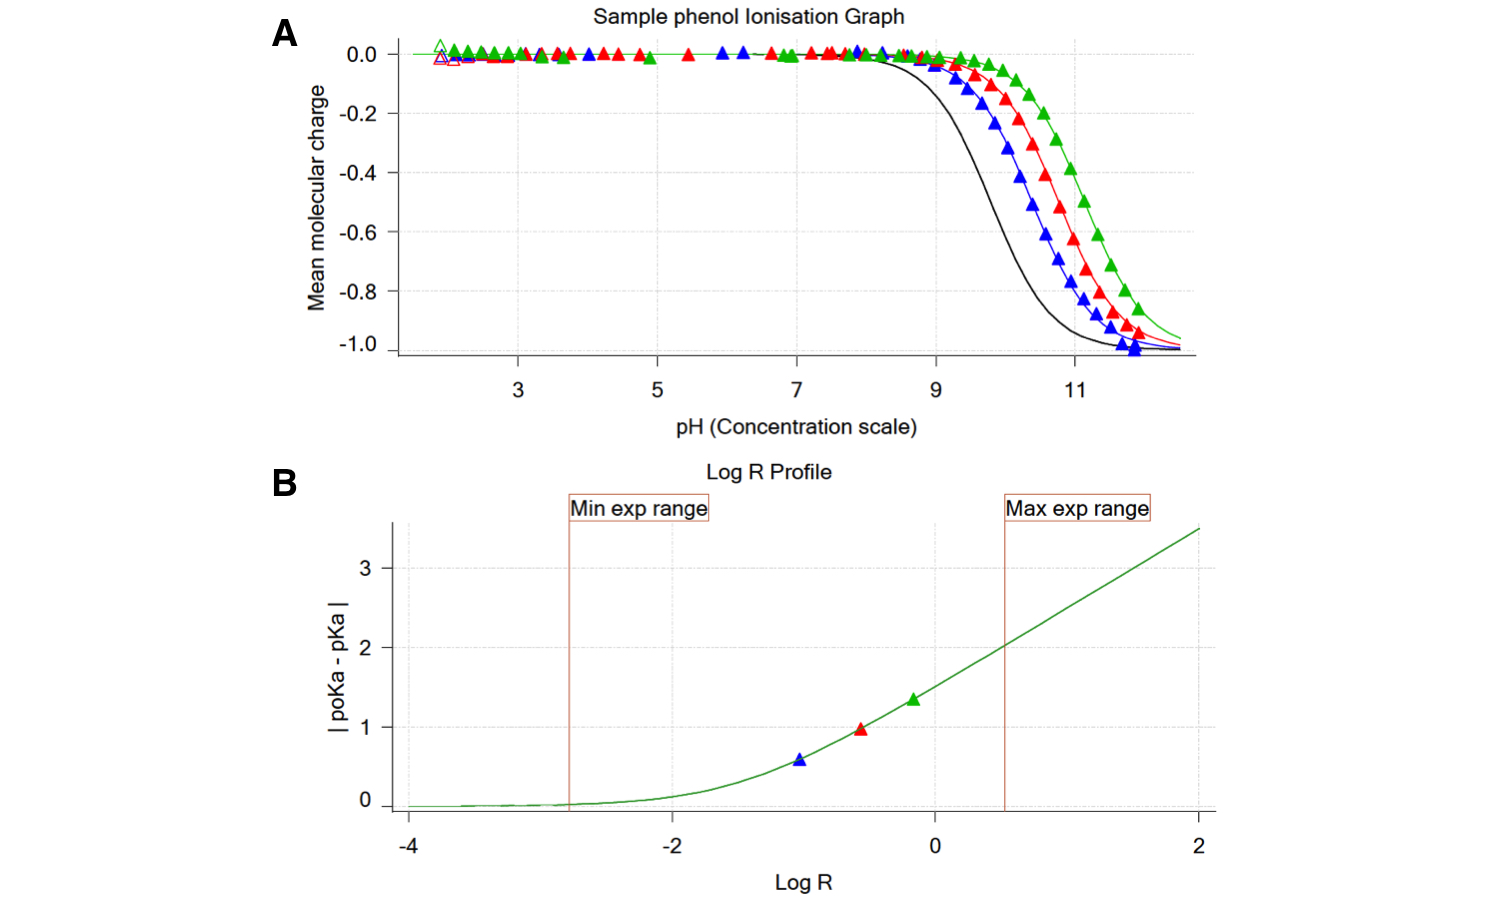 A
Sample phenol Ionisation Graph
Mean molecular charge
0.0
-0.2
-0.4
-0.6
-0.8
-1.0
3 5 7 9 11
pH (Concentration scale)
B
Log R Profile
Min exp range Max exp range
| poKa - pKa |
3
2
1
0
-4 -2 0 2
Log R